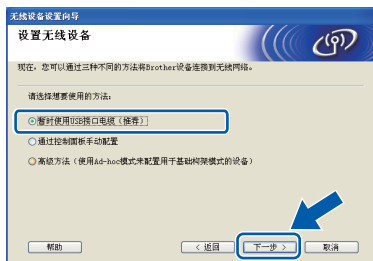 无线设备设置向导
设置无线设备
现在，您可以通过三种不同的方法将Brother设备连接到无线网络。
请选择想要使用的方法：
暂时使用USB接口电缆（推荐）
通过控制面板手动配置
高级方法（使用Ad-hoc模式来配置用于基础构架模式的设备）
帮助 < 返回 下一步 > 取消